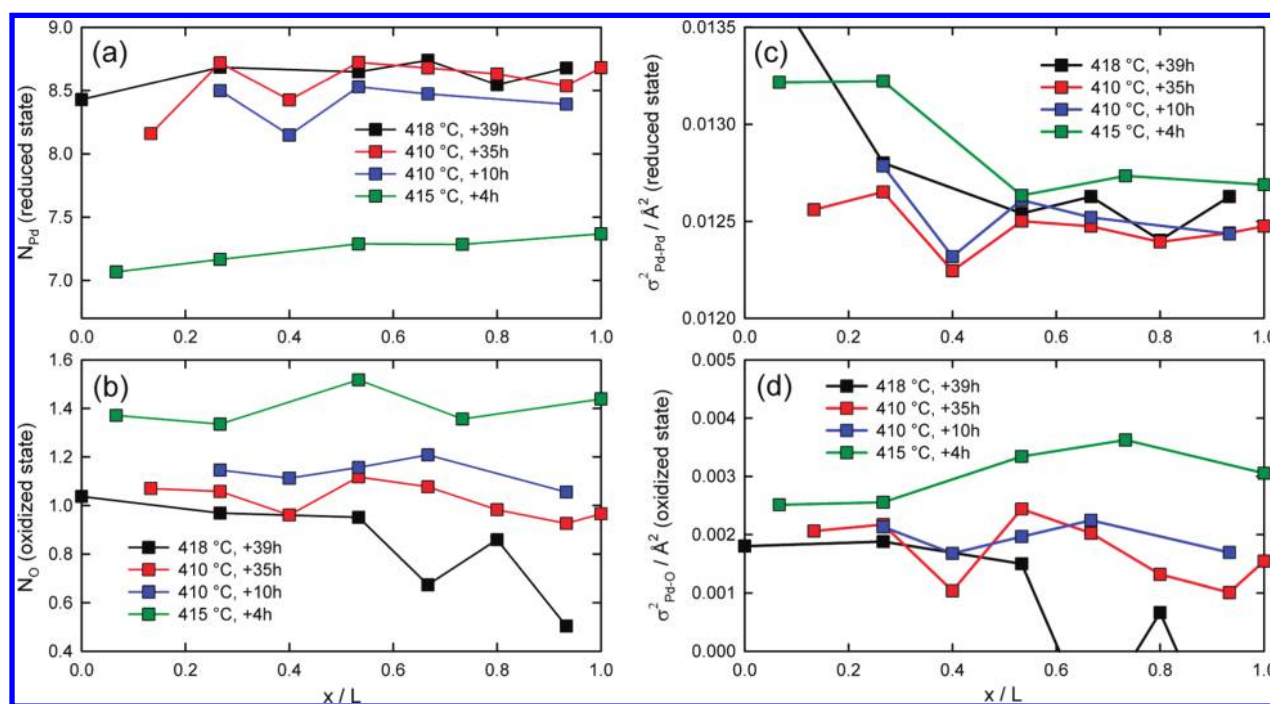 (a)
N_Pd (reduced state)
9.0
8.5
8.0
7.5
7.0
418 °C, +39h
410 °C, +35h
410 °C, +10h
415 °C, +4h
0.0 0.2 0.4 0.6 0.8 1.0
(b)
N_O (oxidized state)
1.6
1.4
1.2
1.0
0.8
0.6
0.4
418 °C, +39h
410 °C, +35h
410 °C, +10h
415 °C, +4h
0.0 0.2 0.4 0.6 0.8 1.0
x / L
(c)
σ²_Pd-Pd / Å² (reduced state)
0.0135
0.0130
0.0125
0.0120
418 °C, +39h
410 °C, +35h
410 °C, +10h
415 °C, +4h
0.0 0.2 0.4 0.6 0.8 1.0
(d)
σ²_Pd-O / Å² (oxidized state)
0.005
0.004
0.003
0.002
0.001
0.000
418 °C, +39h
410 °C, +35h
410 °C, +10h
415 °C, +4h
0.0 0.2 0.4 0.6 0.8 1.0
x / L